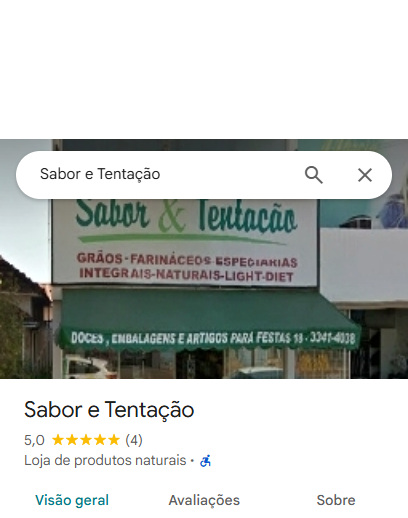 Sabor e Tentação
Sabor & Tentação
GRÃOS-FARINÁCEOS-ESPECIARIAS
INTEGRAIS-NATURAIS-LIGHT-DIET
DOCES, EMBALAGENS E ARTIGOS PARA FESTAS 18-3341-4038
Sabor e Tentação
5,0 (4)
Loja de produtos naturais ·
Visão geral Avaliações Sobre